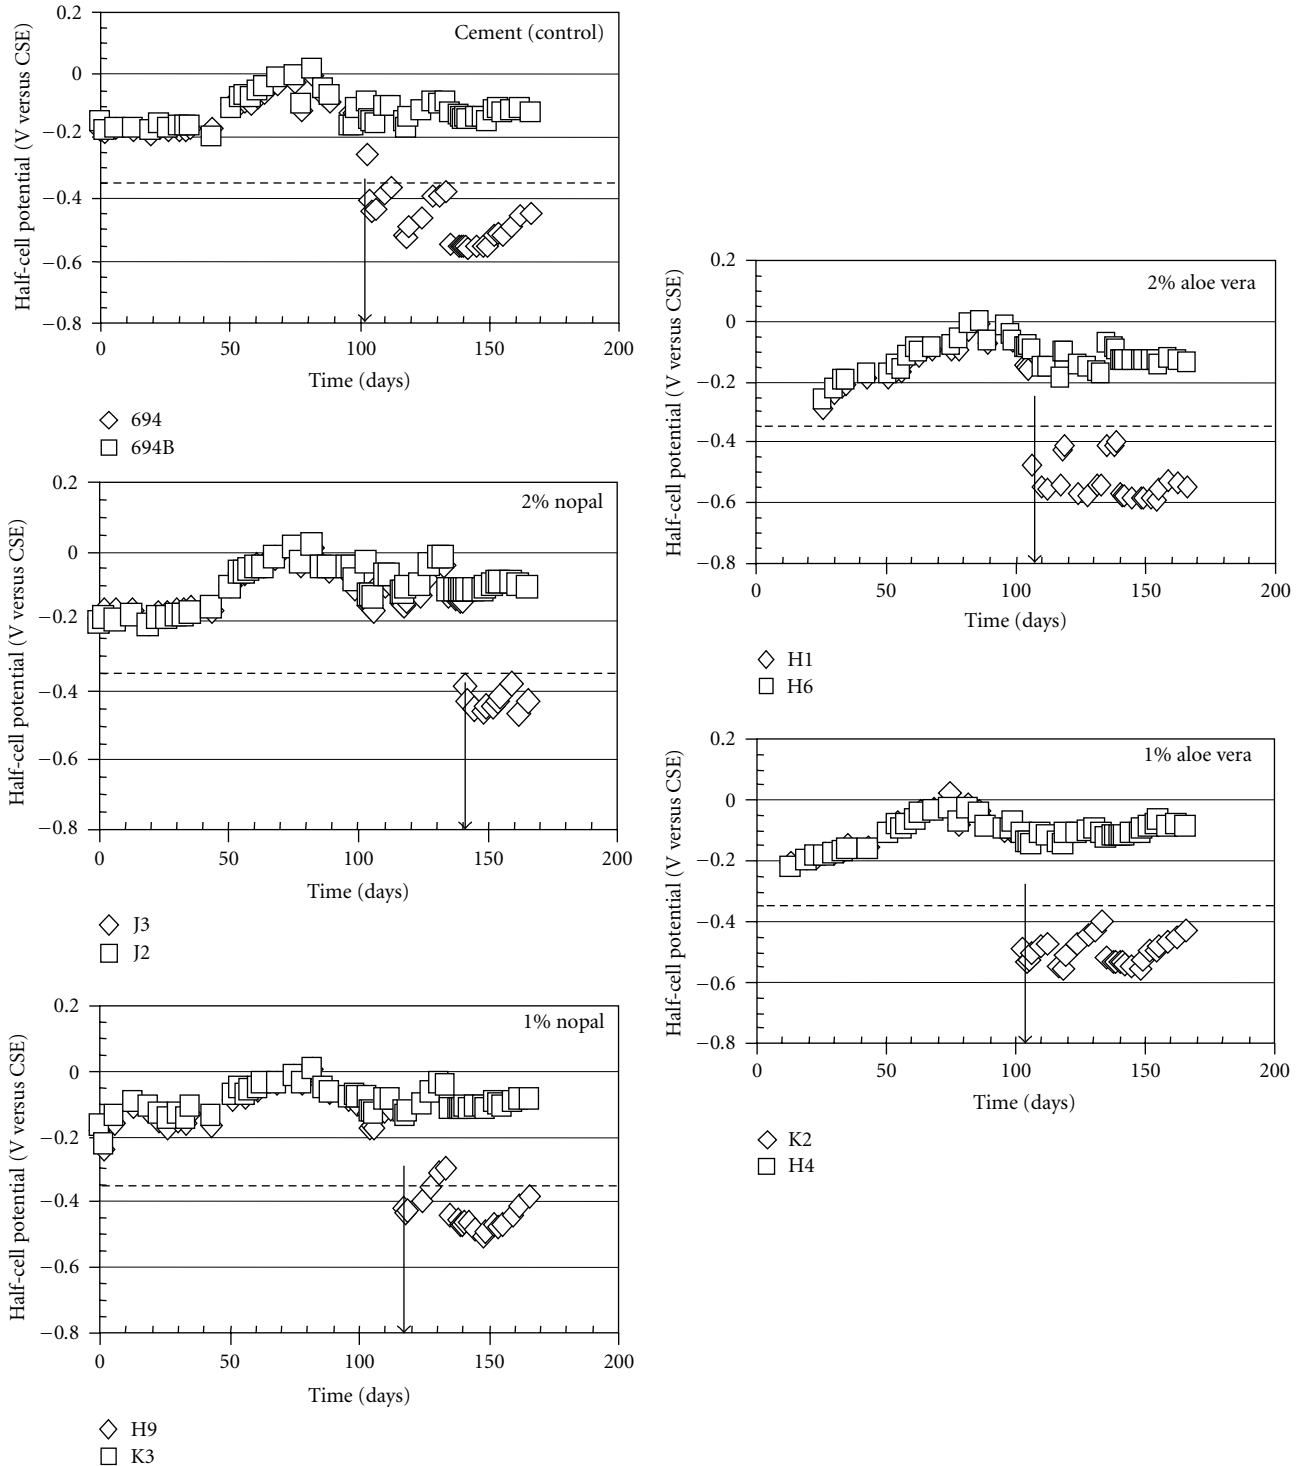 Cement (control)
Half-cell potential (V versus CSE)
0.2
0
−0.2
−0.4
−0.6
−0.8
0 50 100 150 200
Time (days)
694
694B
2% nopal
Half-cell potential (V versus CSE)
0.2
0
−0.2
−0.4
−0.6
−0.8
0 50 100 150 200
Time (days)
J3
J2
1% nopal
Half-cell potential (V versus CSE)
0.2
0
−0.2
−0.4
−0.6
−0.8
0 50 100 150 200
Time (days)
H9
K3
2% aloe vera
Half-cell potential (V versus CSE)
0.2
0
−0.2
−0.4
−0.6
−0.8
0 50 100 150 200
Time (days)
H1
H6
1% aloe vera
Half-cell potential (V versus CSE)
0.2
0
−0.2
−0.4
−0.6
−0.8
0 50 100 150 200
Time (days)
K2
H4